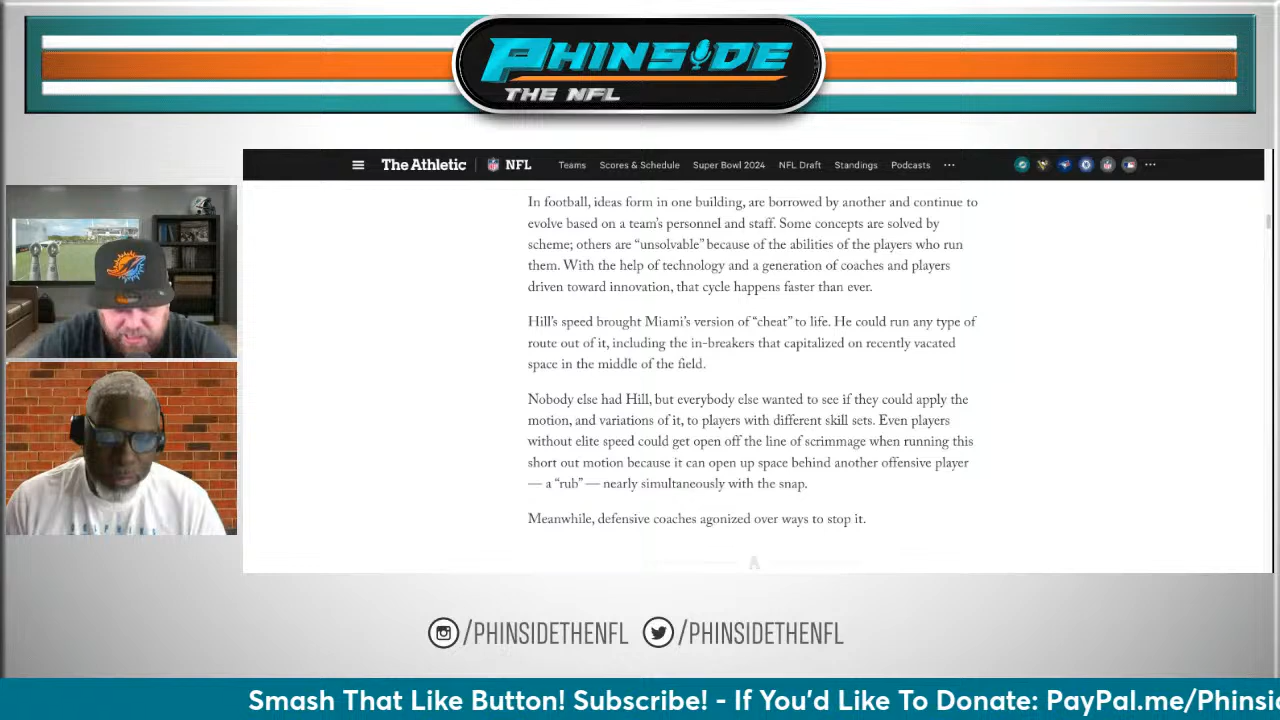 PHINSIDE
THE NFL
The Athletic
NFL
Teams
Scores & Schedule
Super Bowl 2024
NFL Draft
Standings
Podcasts
In football, ideas form in one building, are borrowed by another and continue to
evolve based on a team’s personnel and staff. Some concepts are solved by
scheme; others are “unsolvable” because of the abilities of the players who run
them. With the help of technology and a generation of coaches and players
driven toward innovation, that cycle happens faster than ever.
Hill’s speed brought Miami’s version of “cheat” to life. He could run any type of
route out of it, including the in-breakers that capitalized on recently vacated
space in the middle of the field.
Nobody else had Hill, but everybody else wanted to see if they could apply the
motion, and variations of it, to players with different skill sets. Even players
without elite speed could get open off the line of scrimmage when running this
short out motion because it can open up space behind another offensive player
— a “rub” — nearly simultaneously with the snap.
Meanwhile, defensive coaches agonized over ways to stop it.
DOLPHINS
/PHINSIDETHENFL
/PHINSIDETHENFL
Smash That Like Button! Subscribe! - If You'd Like To Donate: PayPal.me/Phinsi